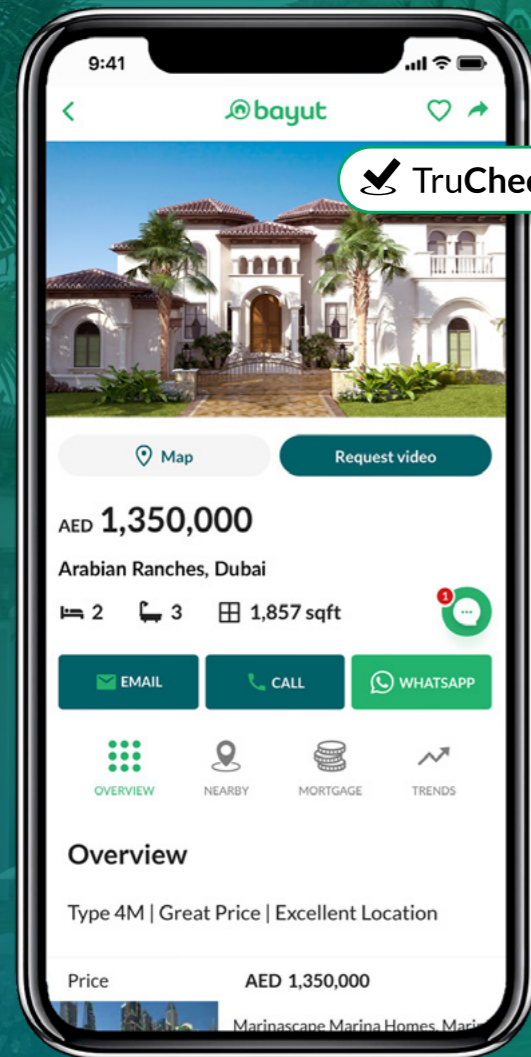 9:41
bayut
TruChec
Map
Request video
AED 1,350,000
Arabian Ranches, Dubai
2 3 1,857 sqft
1
EMAIL CALL WHATSAPP
OVERVIEW NEARBY MORTGAGE TRENDS
Overview
Type 4M | Great Price | Excellent Location
Price AED 1,350,000
Marinascape Marina Homes, Mari